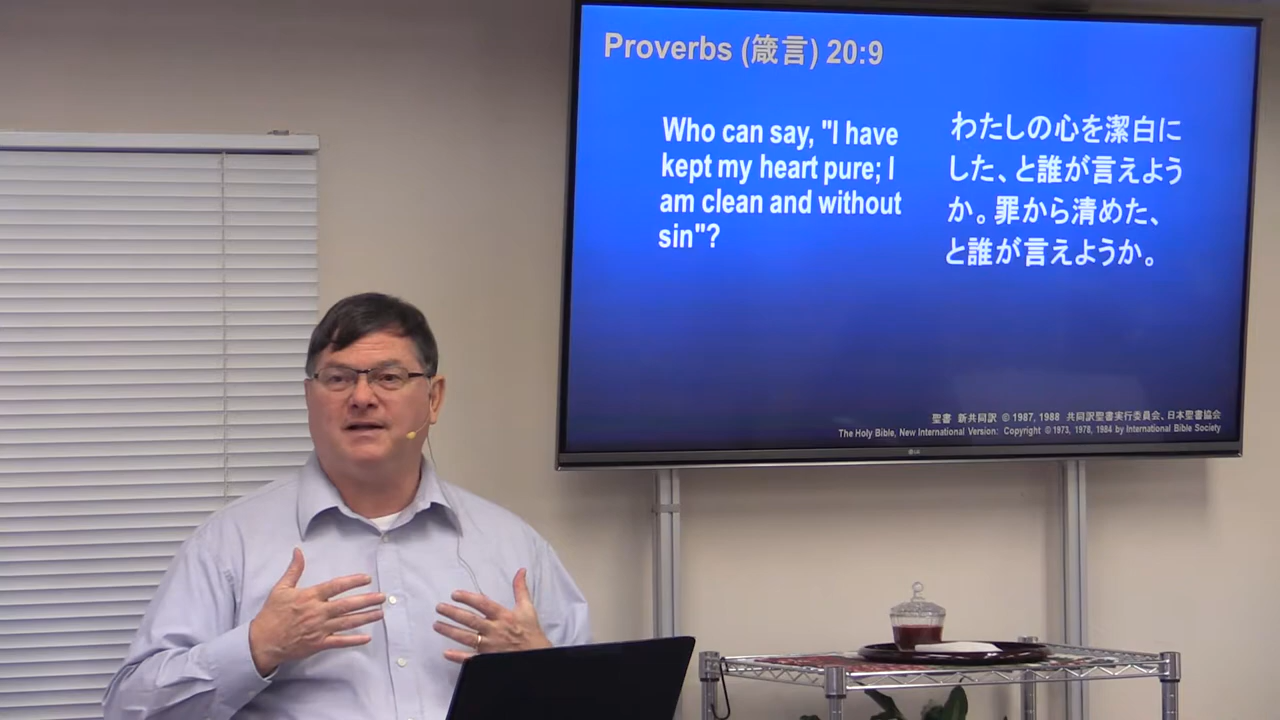 Proverbs (箴言) 20:9
Who can say, "I have
kept my heart pure; I
am clean and without
sin"?
わたしの心を潔白に
した、と誰が言えよう
か。罪から清めた、
と誰が言えようか。
聖書 新共同訳 © 1987, 1988 共同訳聖書実行委員会、日本聖書協会
The Holy Bible, New International Version: Copyright © 1973, 1978, 1984 by International Bible Society
LG